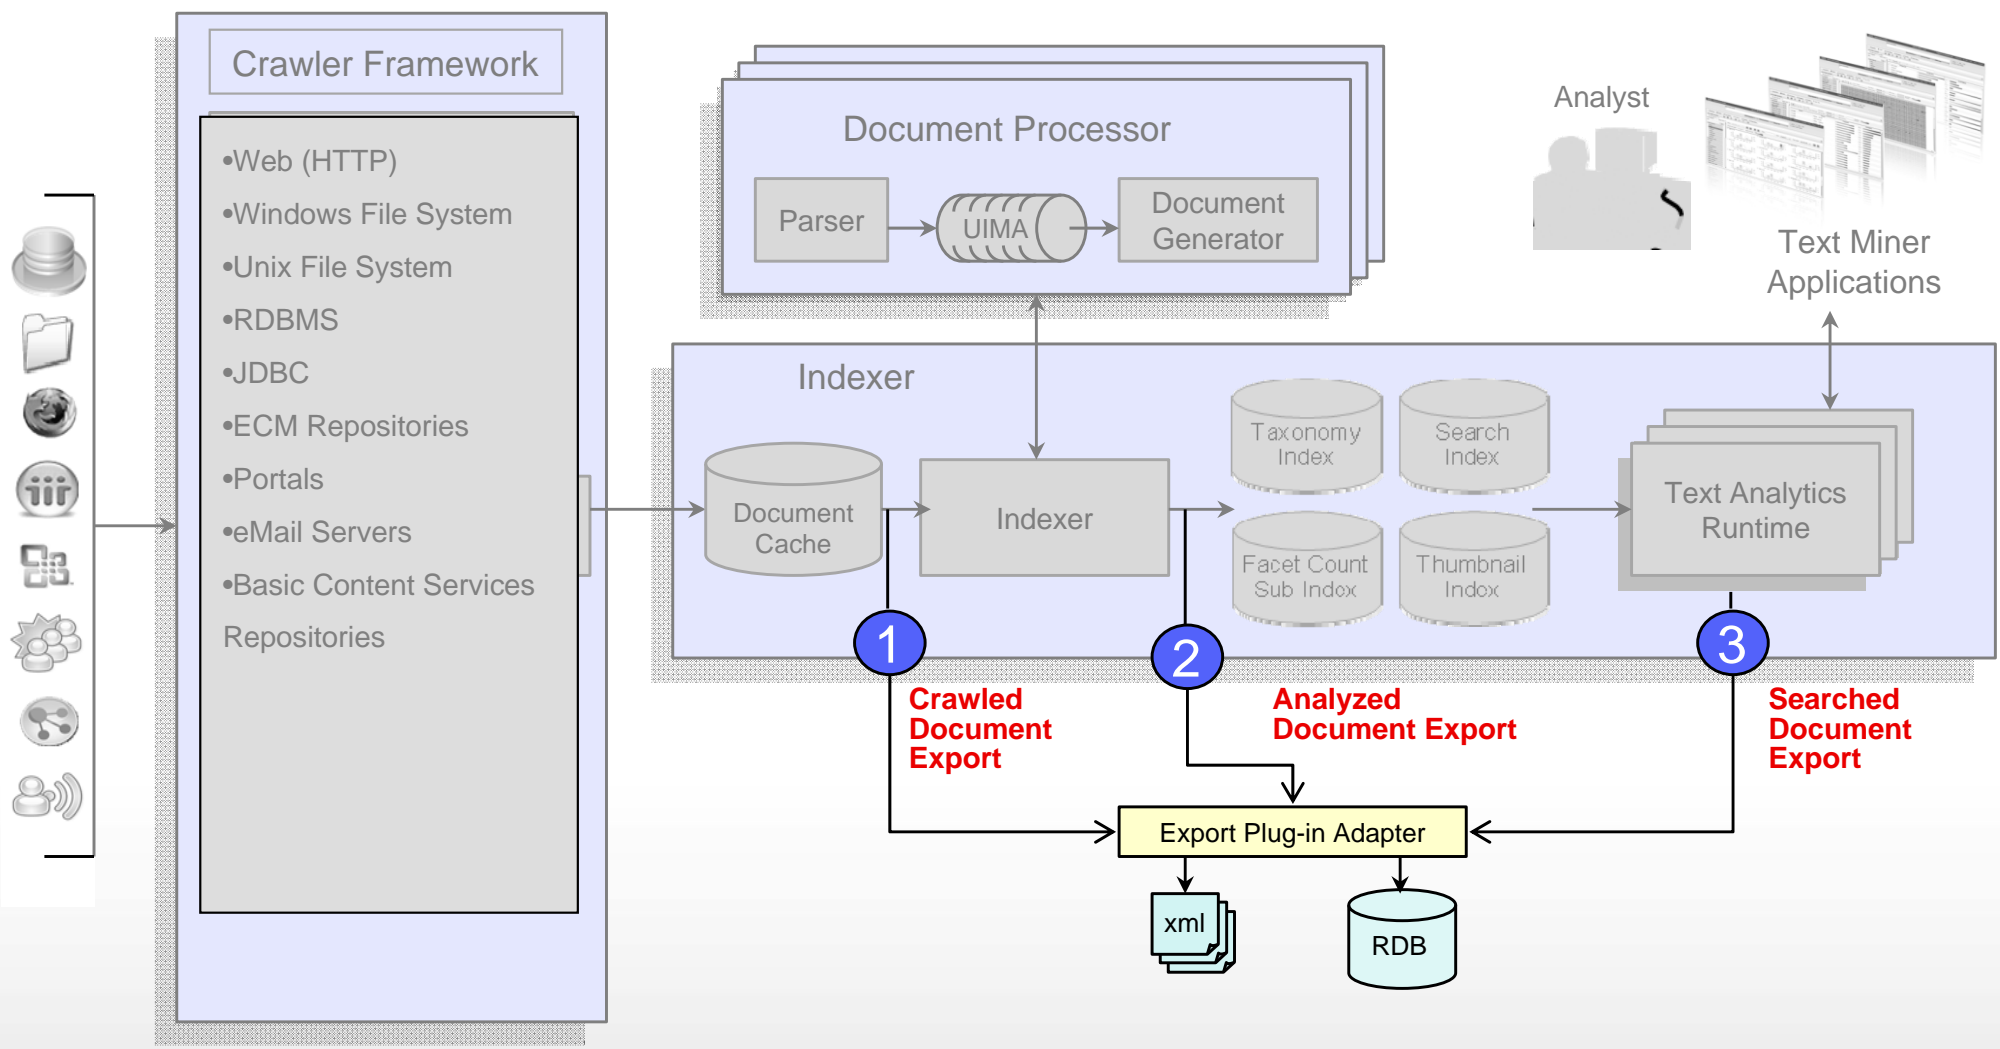 Crawler Framework
•Web (HTTP)
•Windows File System
•Unix File System
•RDBMS
•JDBC
•ECM Repositories
•Portals
•eMail Servers
•Basic Content Services
Repositories
Document Processor
Parser
UIMA
Document
Generator
Analyst
Text Miner
Applications
Indexer
Document
Cache
Indexer
Taxonomy
Index
Search
Index
Facet Count
Sub Index
Thumbnail
Index
Text Analytics
Runtime
1
2
3
Crawled
Document
Export
Analyzed
Document Export
Searched
Document
Export
Export Plug-in Adapter
xml
RDB